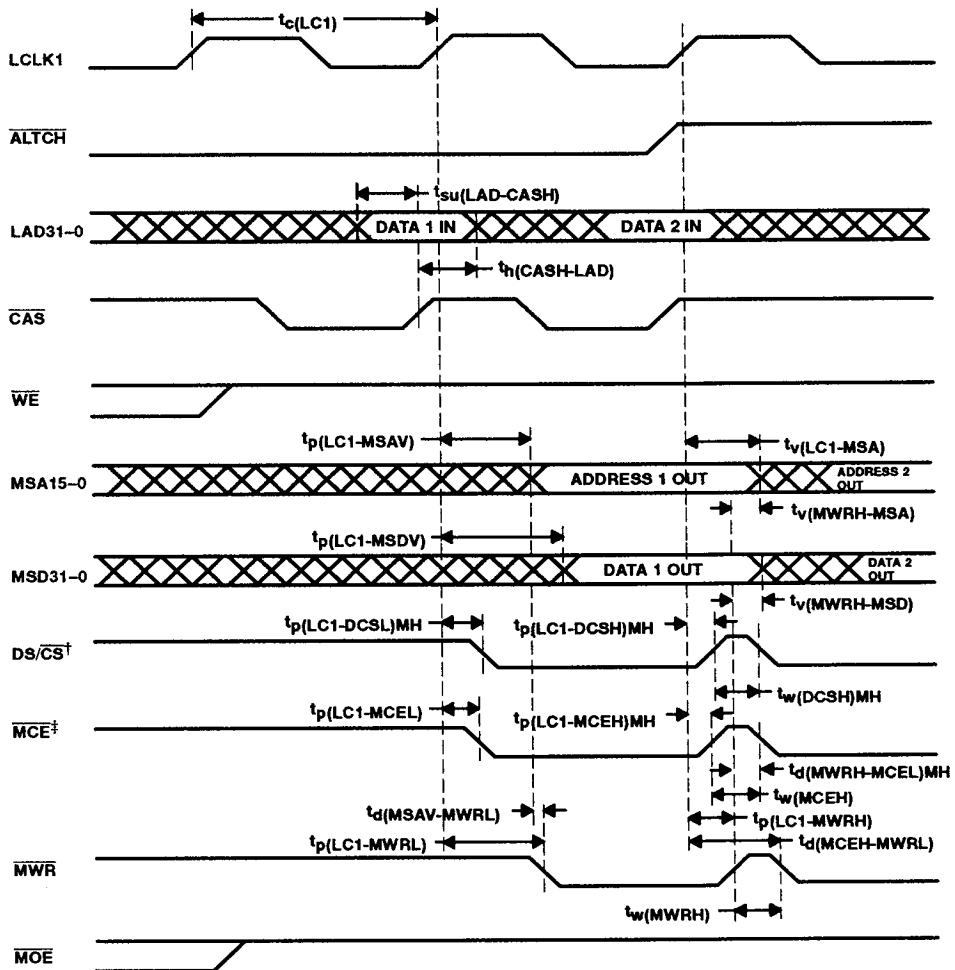 tc(LC1)
LCLK1
ALTCH
tsu(LAD-CASH)
LAD31–0
DATA 1 IN
DATA 2 IN
th(CASH-LAD)
CAS
WE
tp(LC1-MSAV)
tv(LC1-MSA)
MSA15-0
ADDRESS 1 OUT
ADDRESS 2
OUT
tv(MWRH-MSA)
tp(LC1-MSDV)
MSD31-0
DATA 1 OUT
DATA 2
OUT
tv(MWRH-MSD)
tp(LC1-DCSL)MH
tp(LC1-DCSH)MH
DS/CS†
tw(DCSH)MH
tp(LC1-MCEL)
tp(LC1-MCEH)MH
MCE‡
td(MWRH-MCEL)MH
tw(MCEH)
td(MSAV-MWRL)
tp(LC1-MWRH)
tp(LC1-MWRL)
td(MCEH-MWRL)
MWR
tw(MWRH)
MOE